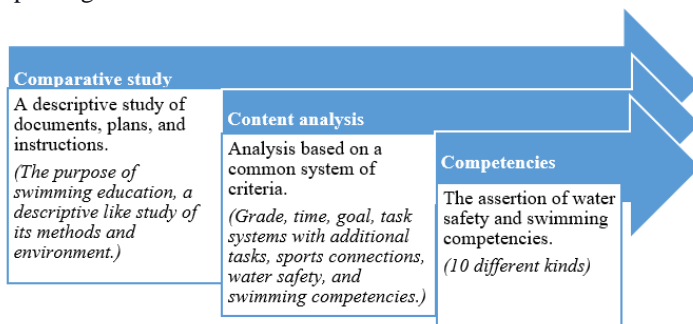 Comparative study
A descriptive study of
documents, plans, and
instructions.
(The purpose of
swimming education, a
descriptive like study of
its methods and
environment.)
Content analysis
Analysis based on a
common system of
criteria.
(Grade, time, goal, task
systems with additional
tasks, sports connections,
water safety, and
swimming competencies.)
Competencies
The assertion of water
safety and swimming
competencies.
(10 different kinds)